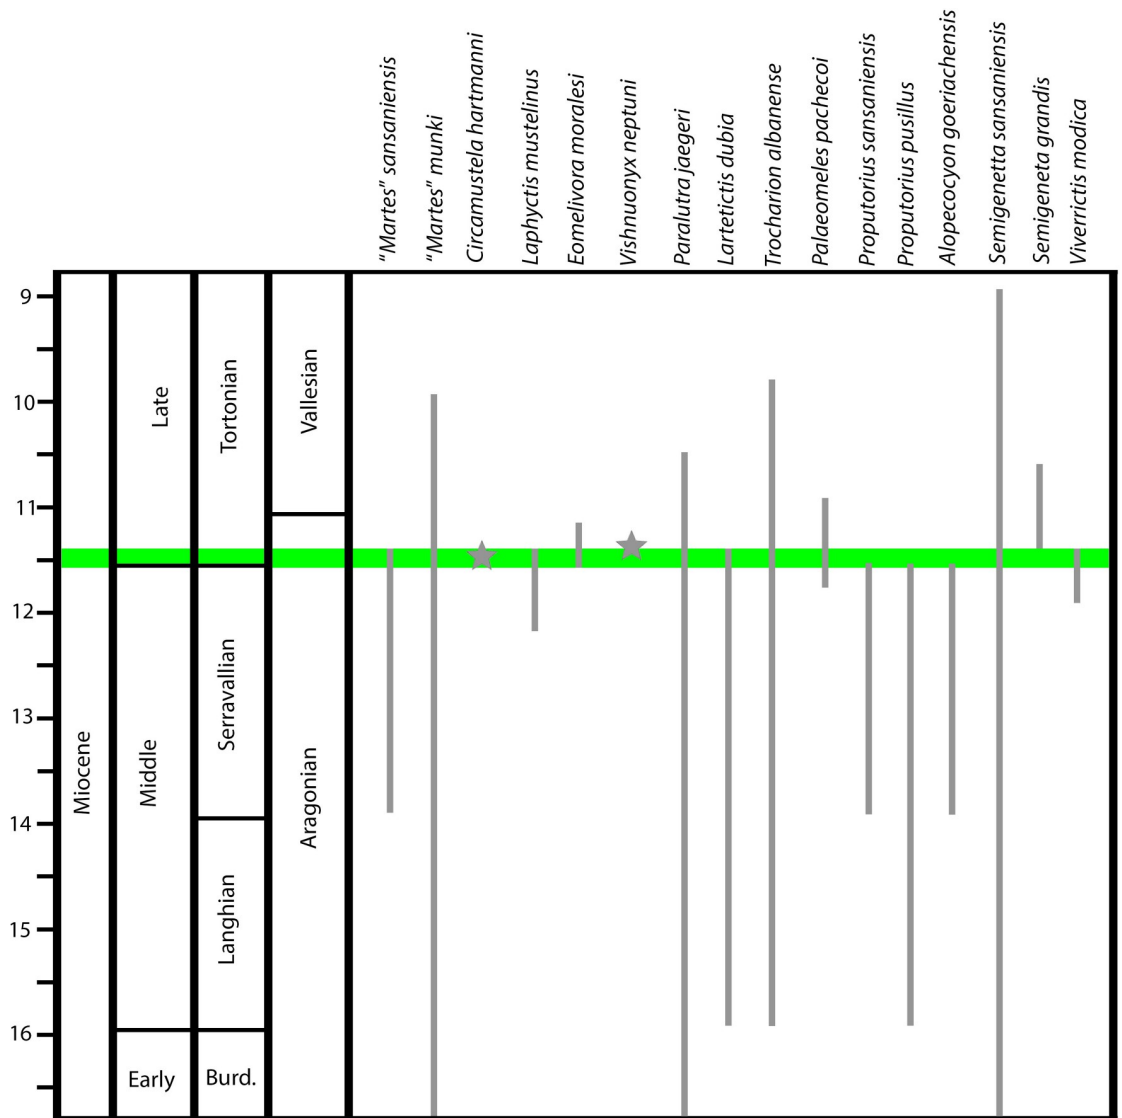 "Martes" sansaniensis
"Martes" munki
Circamustela hartmanni
Laphyctis mustelinus
Eomelivora moralesi
Vishnuonyx neptuni
Paralutra jaegeri
Lartetictis dubia
Trocharion albanense
Palaeomeles pachecoi
Proputorius sansaniensis
Proputorius pusillus
Alopecocyon goeriachensis
Semigenetta sansaniensis
Semigeneta grandis
Viverrictis modica
9
10
11
12
13
14
15
16
Miocene
Late
Middle
Early
Tortonian
Serravallian
Langhian
Burd.
Vallesian
Aragonian